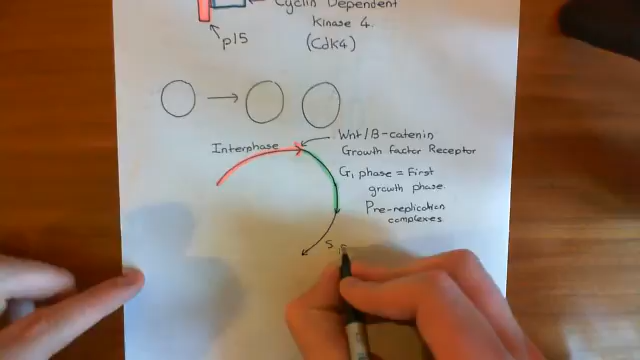 Cyclin Dependent
Kinase 4.
(Cdk4)
p15
Interphase
Wnt/B-catenin
Growth factor Receptor
G1 phase = First
growth phase.
Pre-replication
complexes
S